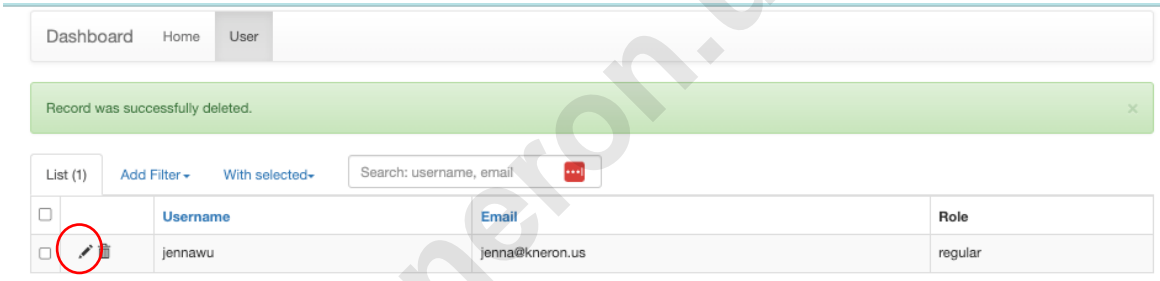 Dashboard Home User
Record was successfully deleted. ×
List (1) Add Filter With selected Search: username, email
Username Email Role
jennawu jenna@kneron.us regular